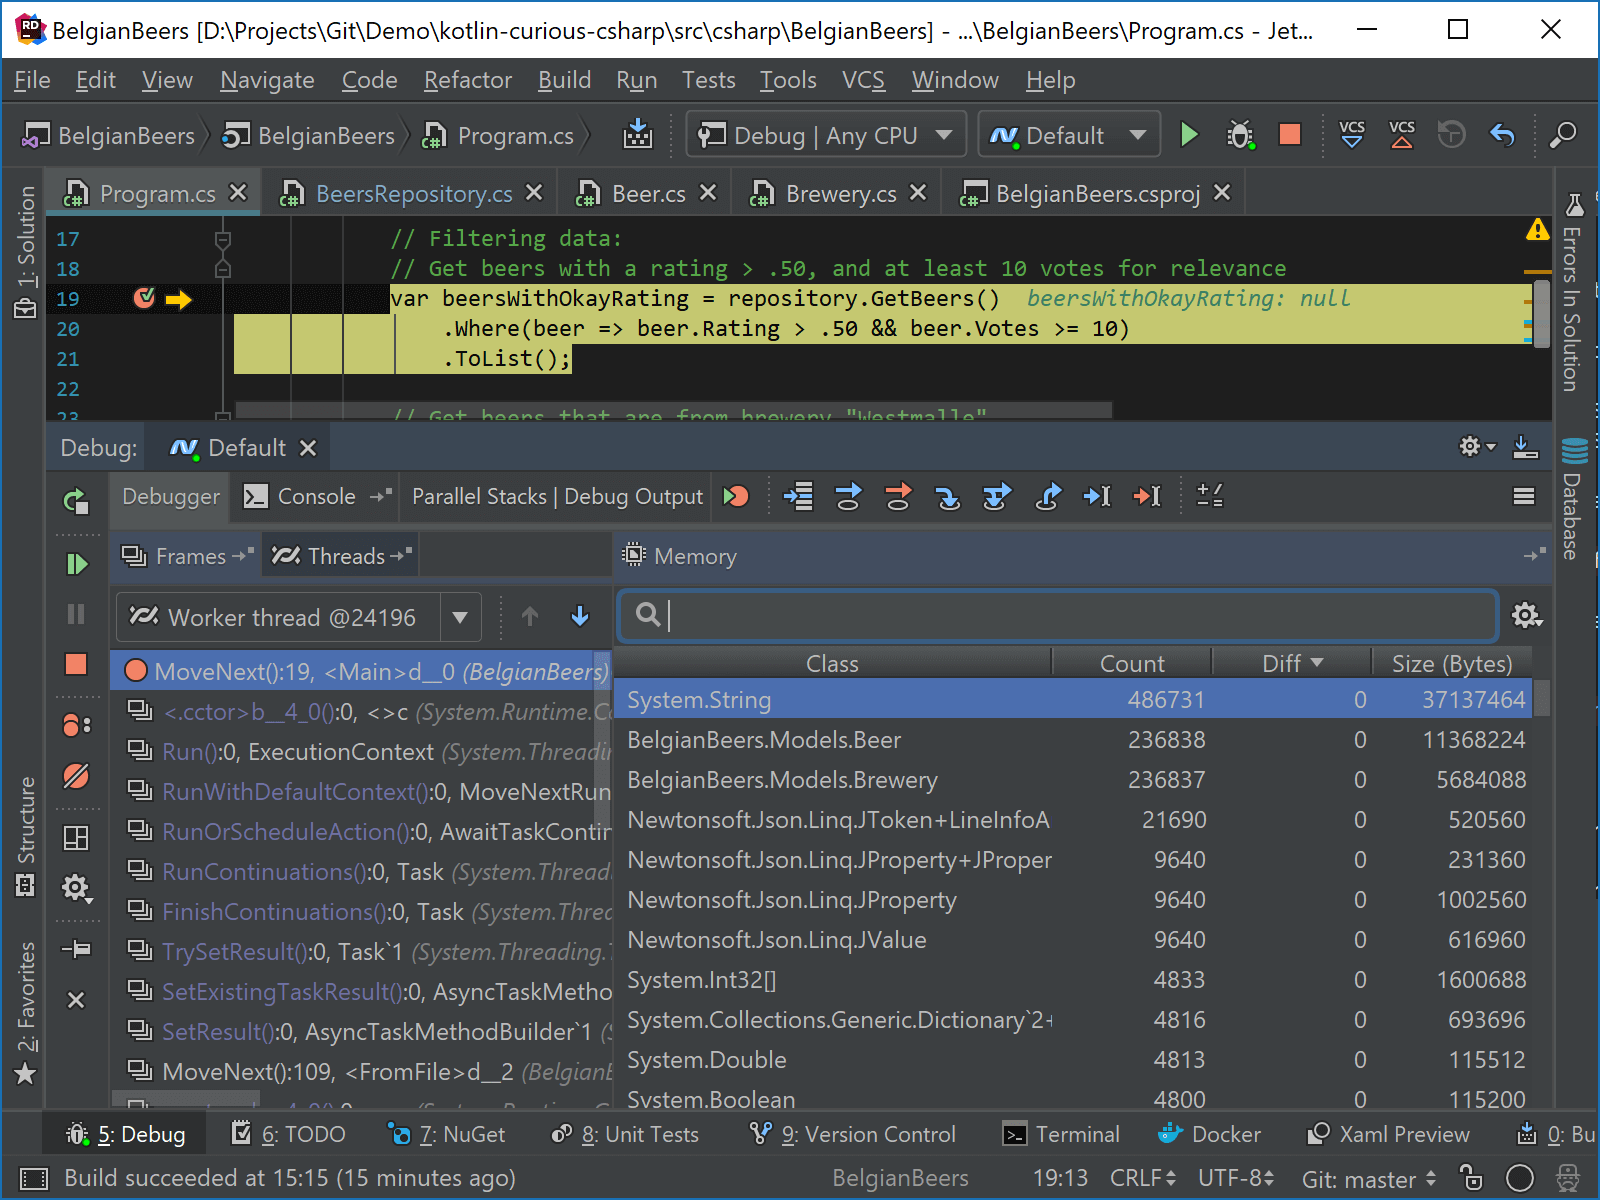 BelgianBeers [D:\Projects\Git\Demo\kotlin-curious-csharp\src\csharp\BelgianBeers] - ...\BelgianBeers\Program.cs - Jet...
File Edit View Navigate Code Refactor Build Run Tests Tools VCS Window Help
BelgianBeers BelgianBeers Program.cs Debug | Any CPU Default VCS VCS
Program.cs BeersRepository.cs Beer.cs Brewery.cs BelgianBeers.csproj
1: Solution
Structure
2: Favorites
Errors In Solution
Database
17 // Filtering data:
18 // Get beers with a rating > .50, and at least 10 votes for relevance
19 var beersWithOkayRating = repository.GetBeers() beersWithOkayRating: null
20 .Where(beer => beer.Rating > .50 && beer.Votes >= 10)
21 .ToList();
22
23 // Get beers that are from brewery "Westmalle"
Debug: Default
Debugger Console Parallel Stacks | Debug Output
Frames Threads
Worker thread @24196
MoveNext():19, <Main>d__0 (BelgianBeers)
<.cctor>b__4_0():0, <>c (System.Runtime.Co
Run():0, ExecutionContext (System.Threadin
RunWithDefaultContext():0, MoveNextRun
RunOrScheduleAction():0, AwaitTaskContin
RunContinuations():0, Task (System.Thread
FinishContinuations():0, Task (System.Threa
TrySetResult():0, Task`1 (System.Threading.T
SetExistingTaskResult():0, AsyncTaskMetho
SetResult():0, AsyncTaskMethodBuilder`1 (S
MoveNext():109, <FromFile>d__2 (BelgianB
Memory
Class Count Diff Size (Bytes)
System.String 486731 0 37137464
BelgianBeers.Models.Beer 236838 0 11368224
BelgianBeers.Models.Brewery 236837 0 5684088
Newtonsoft.Json.Linq.JToken+LineInfoA 21690 0 520560
Newtonsoft.Json.Linq.JProperty+JProper 9640 0 231360
Newtonsoft.Json.Linq.JProperty 9640 0 1002560
Newtonsoft.Json.Linq.JValue 9640 0 616960
System.Int32[] 4833 0 1600688
System.Collections.Generic.Dictionary`2+ 4816 0 693696
System.Double 4813 0 115512
System.Boolean 4800 0 115200
5: Debug 6: TODO 7: NuGet 8: Unit Tests 9: Version Control Terminal Docker Xaml Preview 0: Bu
Build succeeded at 15:15 (15 minutes ago) BelgianBeers 19:13 CRLF UTF-8 Git: master